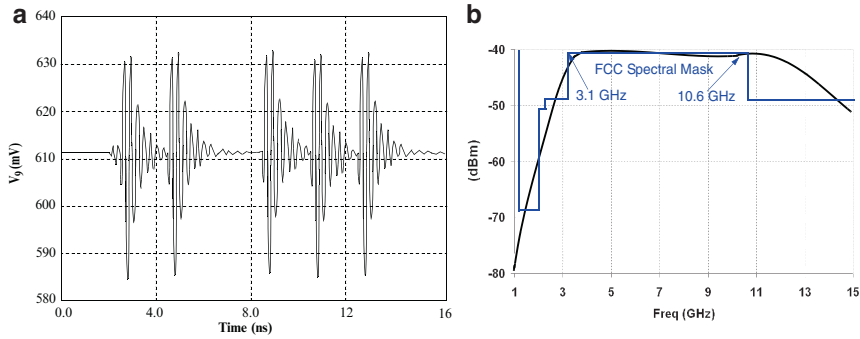 a
640
630
620
610
600
590
580
V9(mV)
0.0
4.0
8.0
12
16
Time (ns)
b
-40
-50
-60
-70
-80
(dBm)
FCC Spectral Mask
3.1 GHz
10.6 GHz
1
3
5
7
9
11
13
15
Freq (GHz)